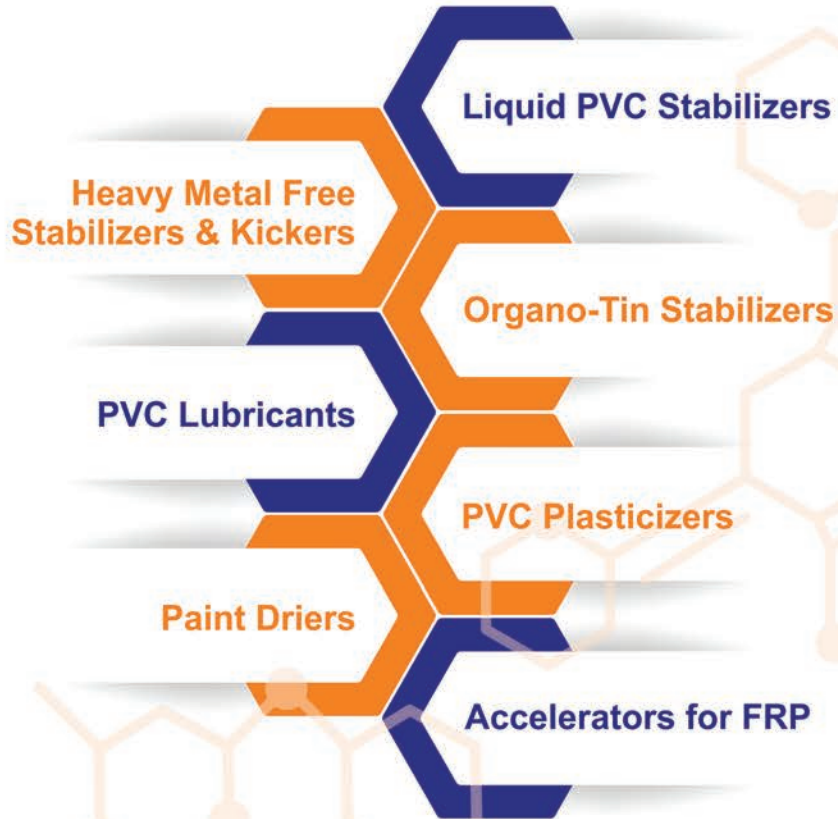 Liquid PVC Stabilizers
Heavy Metal Free
Stabilizers & Kickers
Organo-Tin Stabilizers
PVC Lubricants
PVC Plasticizers
Paint Driers
Accelerators for FRP